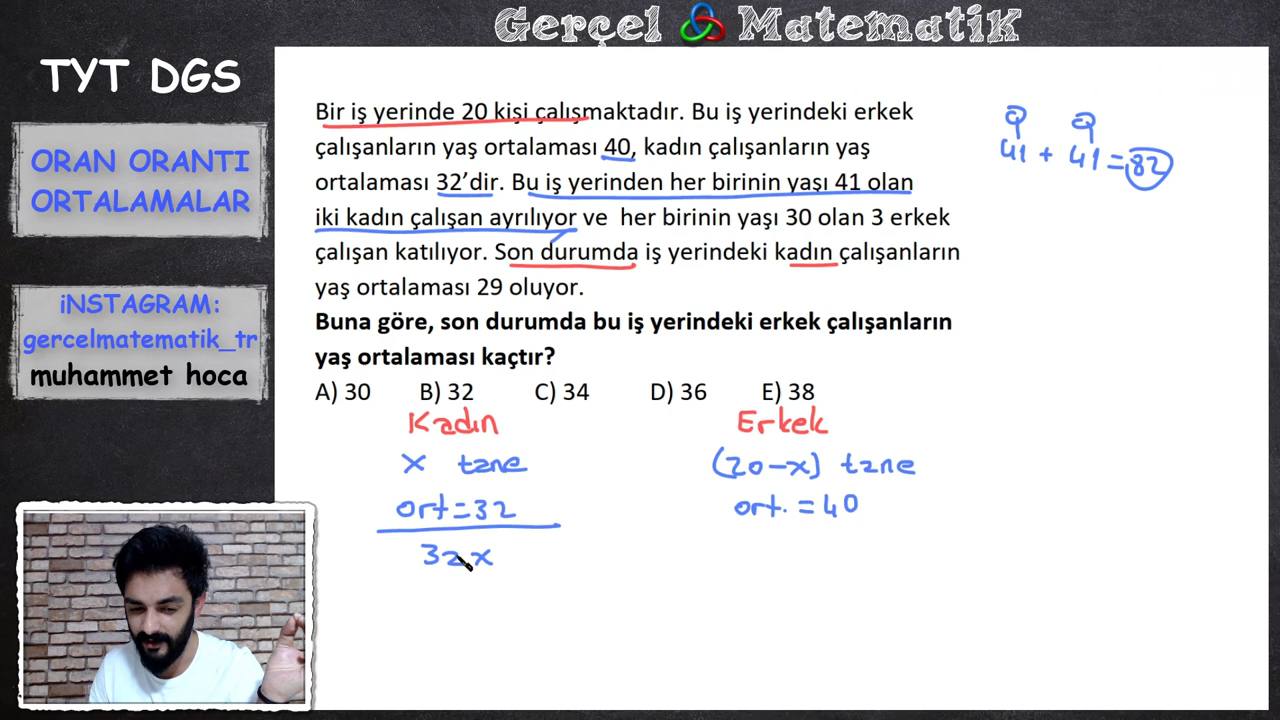 Gerçel Matematik
TYT DGS
ORAN ORANTI
ORTALAMALAR
iNSTAGRAM:
gercelmatematik_tr
muhammet hoca
Bir iş yerinde 20 kişi çalışmaktadır. Bu iş yerindeki erkek
çalışanların yaş ortalaması 40, kadın çalışanların yaş
ortalaması 32’dir. Bu iş yerinden her birinin yaşı 41 olan
iki kadın çalışan ayrılıyor ve her birinin yaşı 30 olan 3 erkek
çalışan katılıyor. Son durumda iş yerindeki kadın çalışanların
yaş ortalaması 29 oluyor.
Buna göre, son durumda bu iş yerindeki erkek çalışanların
yaş ortalaması kaçtır?
A) 30 B) 32 C) 34 D) 36 E) 38
41 + 41 = 82
Kadın Erkek
x tane (20-x) tane
ort=32 ort. = 40
32x